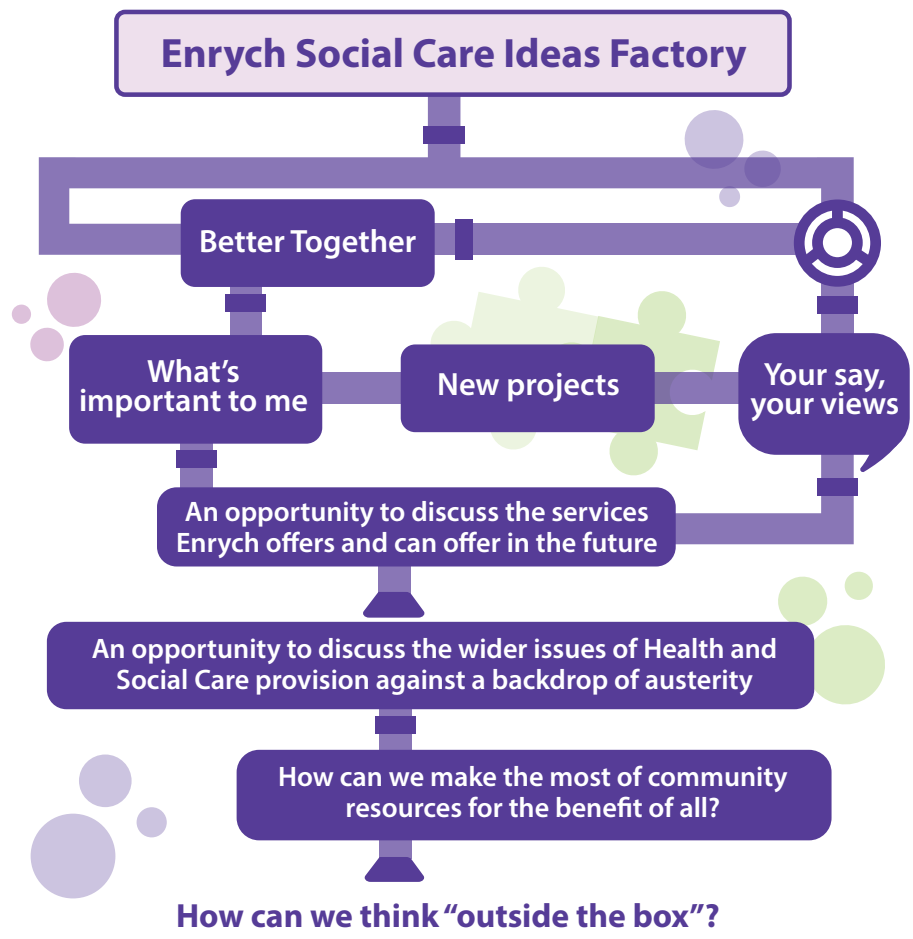 Enrych Social Care Ideas Factory
Better Together
What’s
important to me
New projects
Your say,
your views
An opportunity to discuss the services
Enrych offers and can offer in the future
An opportunity to discuss the wider issues of Health and
Social Care provision against a backdrop of austerity
How can we make the most of community
resources for the benefit of all?
How can we think “outside the box”?